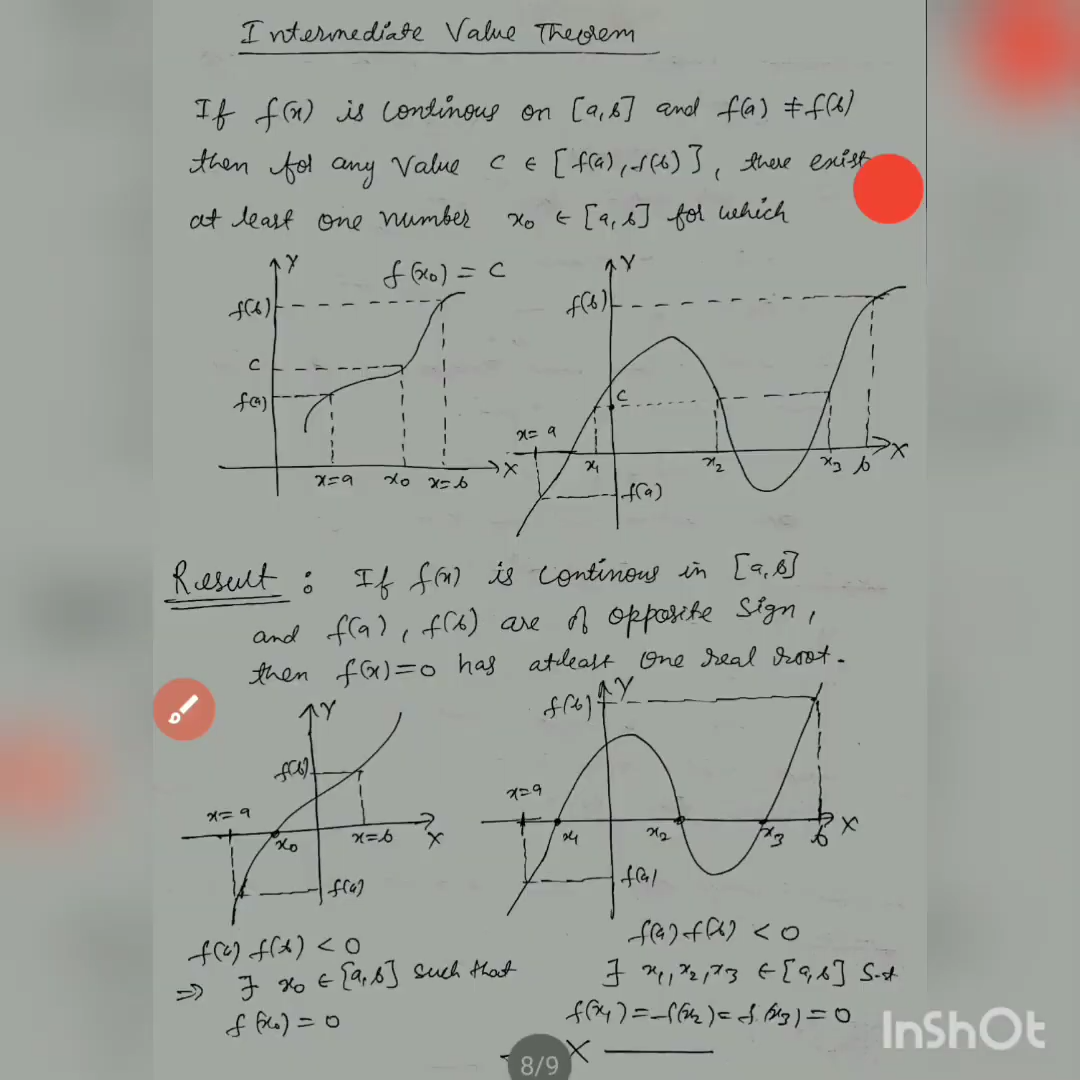 Intermediate Value Theorem
If f(x) is continous on [a,b] and f(a) ≠ f(b)
then for any value c ∈ [f(a), f(b)], there exist
at least one number x₀ ∈ [a,b] for which
f(x₀) = c
Y
f(b)
c
f(a)
x=a x₀ x=b X
Y
f(b)
c
x=a
x₁ x₂ x₃ b X
f(a)
Result : If f(x) is continous in [a,b]
and f(a), f(b) are of opposite sign,
then f(x)=0 has atleast one real root.
Y
f(b)
x=a
x₀ x=b X
f(a)
Y
f(b)
x=a
x₁ x₂ x₃ b X
f(a)
f(a) f(b) < 0
⇒ ∃ x₀ ∈ [a,b] such that
f(x₀) = 0
f(a) f(b) < 0
∃ x₁, x₂, x₃ ∈ [a,b] s.t
f(x₁) = f(x₂) = f(x₃) = 0
X
8/9
InShOt